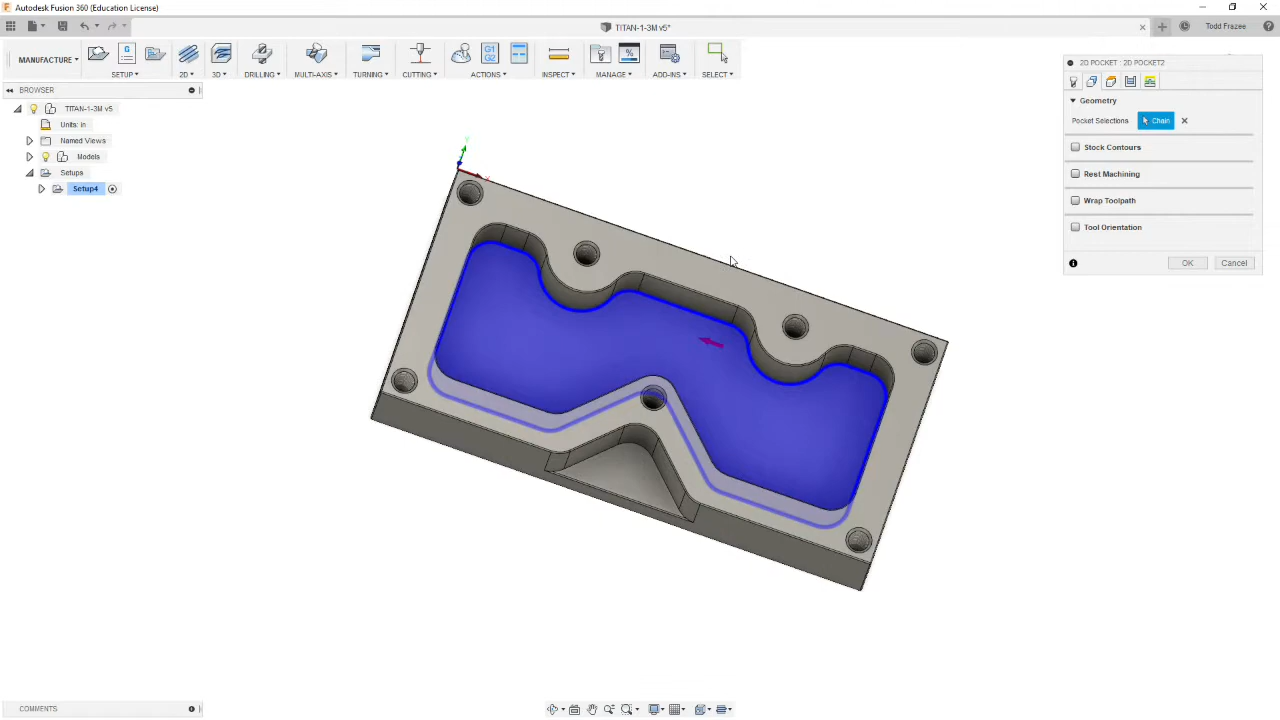 Autodesk Fusion 360 (Education License)
TITAN-1-3M v5*
Todd Frazee
MANUFACTURE
G
G1
G2
%
SETUP
2D
3D
DRILLING
MULTI-AXIS
TURNING
CUTTING
ACTIONS
INSPECT
MANAGE
ADD-INS
SELECT
BROWSER
TITAN-1-3M v5
Units: in
Named Views
Models
Setups
Setup4
2D POCKET : 2D POCKET2
Geometry
Pocket Selections
Chain
Stock Contours
Rest Machining
Wrap Toolpath
Tool Orientation
OK
Cancel
COMMENTS